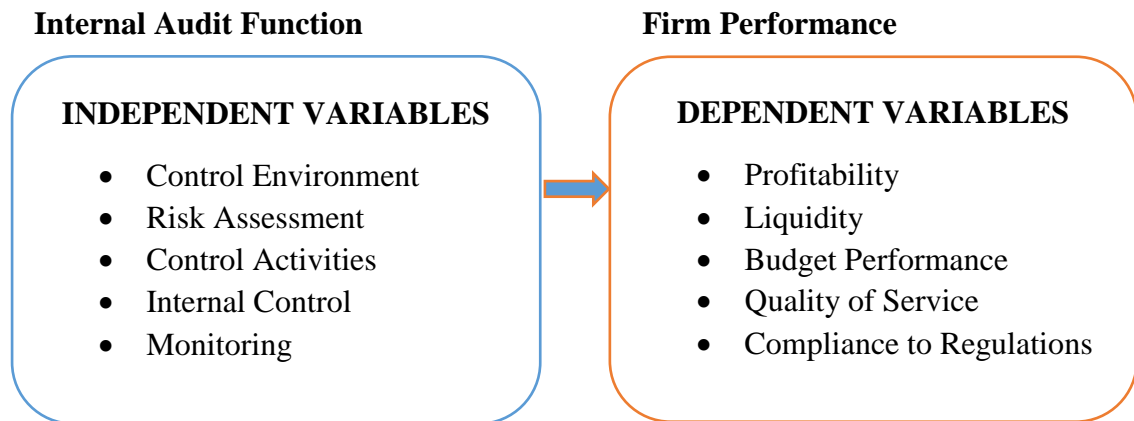 Internal Audit Function
INDEPENDENT VARIABLES
• Control Environment
• Risk Assessment
• Control Activities
• Internal Control
• Monitoring
Firm Performance
DEPENDENT VARIABLES
• Profitability
• Liquidity
• Budget Performance
• Quality of Service
• Compliance to Regulations